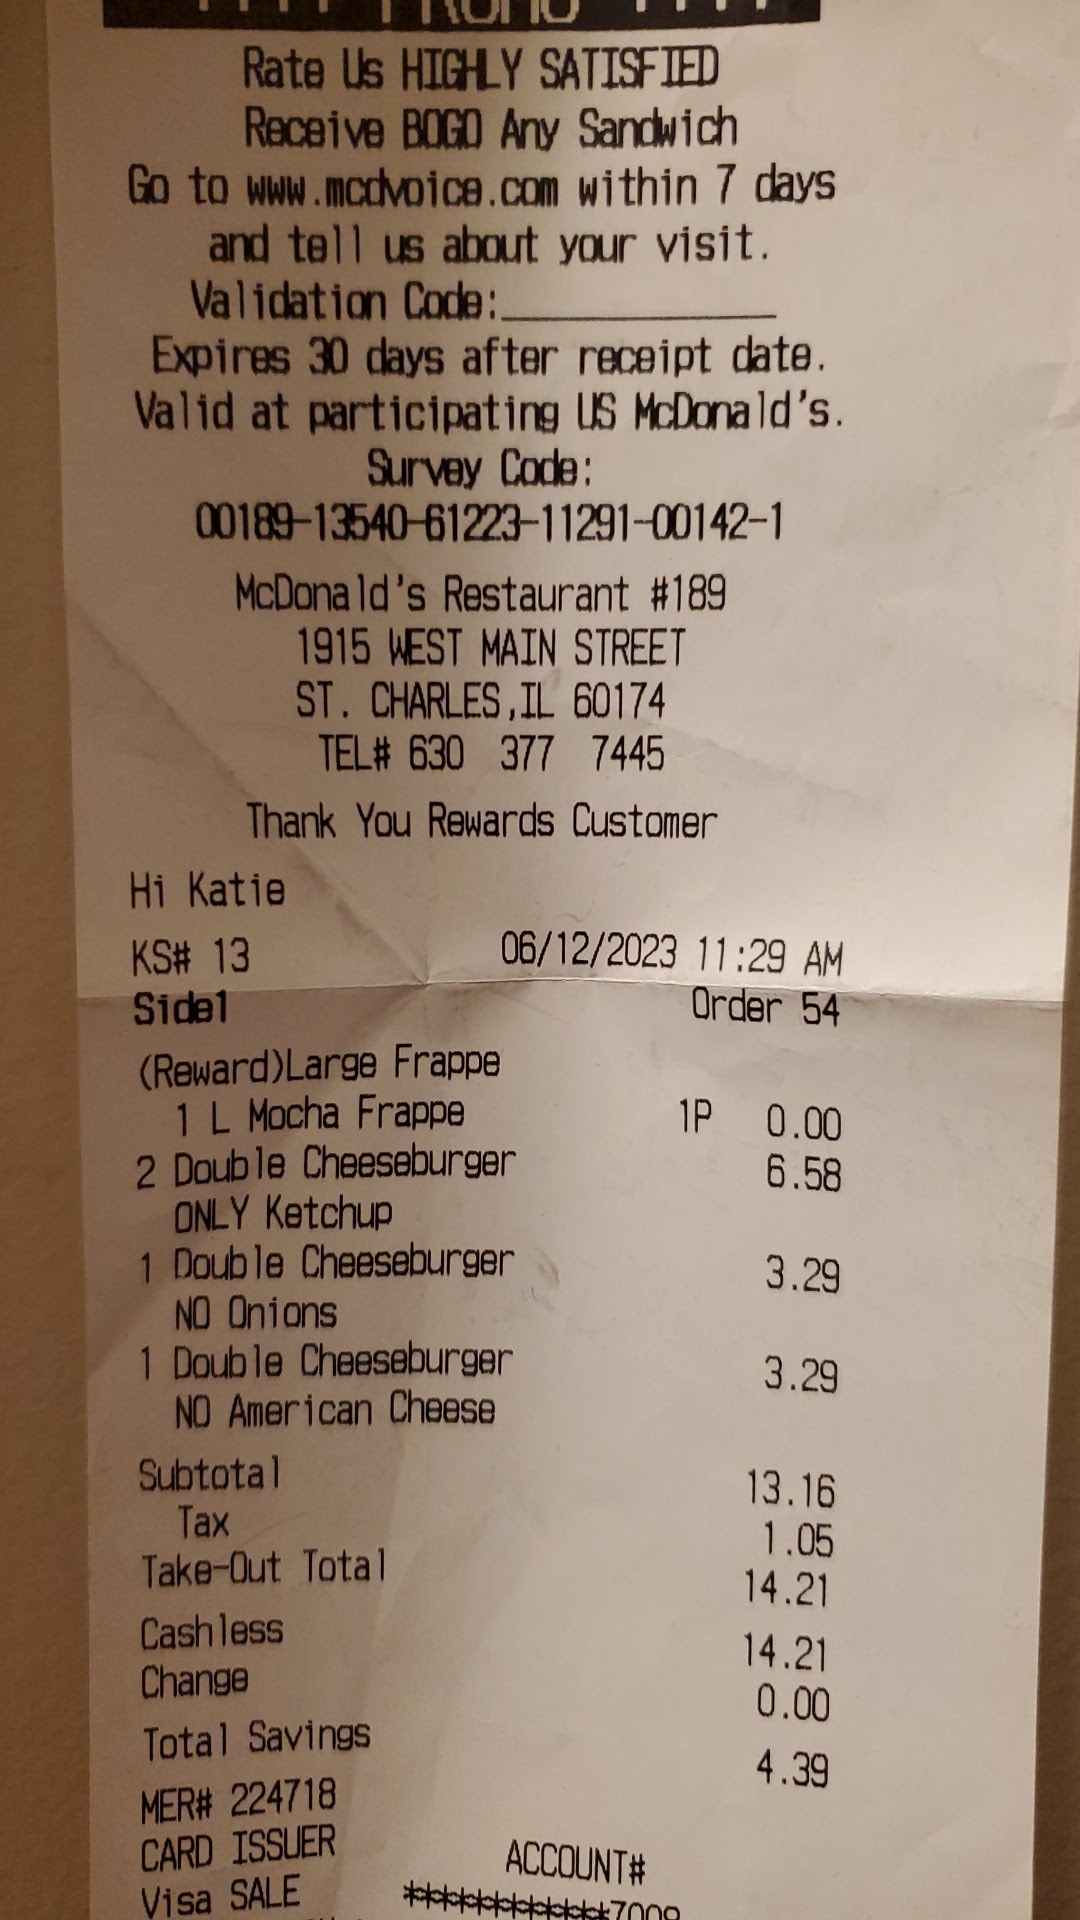 PROMO
Rate Us HIGHLY SATISFIED
Receive BOGO Any Sandwich
Go to www.mcdvoice.com within 7 days
and tell us about your visit.
Validation Code:_______________
Expires 30 days after receipt date.
Valid at participating US McDonald's.
Survey Code:
00189-13540-61223-11291-00142-1
McDonald's Restaurant #189
1915 WEST MAIN STREET
ST. CHARLES,IL 60174
TEL# 630 377 7445
Thank You Rewards Customer
Hi Katie
KS# 13 06/12/2023 11:29 AM
Side1 Order 54
(Reward)Large Frappe
1 L Mocha Frappe 1P 0.00
2 Double Cheeseburger 6.58
ONLY Ketchup
1 Double Cheeseburger 3.29
NO Onions
1 Double Cheeseburger 3.29
NO American Cheese
Subtotal 13.16
Tax 1.05
Take-Out Total 14.21
Cashless 14.21
Change 0.00
Total Savings 4.39
MER# 224718
CARD ISSUER ACCOUNT#
Visa SALE ************7009